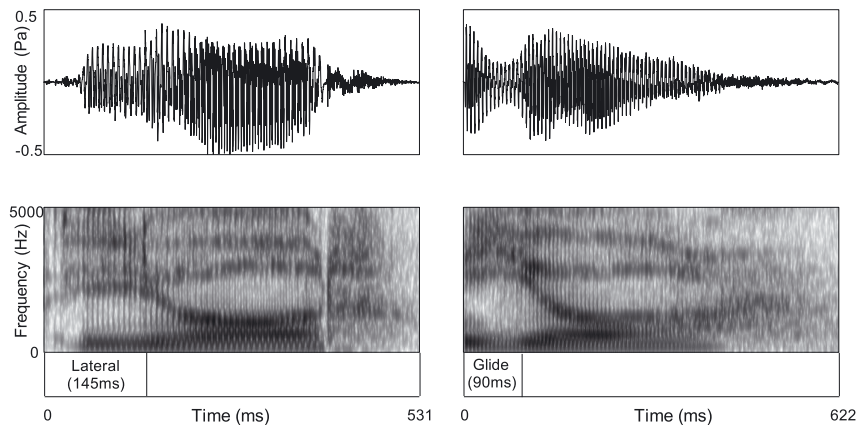 0.5
Amplitude (Pa)
-0.5
5000
Frequency (Hz)
0
Lateral
(145ms)
Glide
(90ms)
0
Time (ms)
531
0
Time (ms)
622